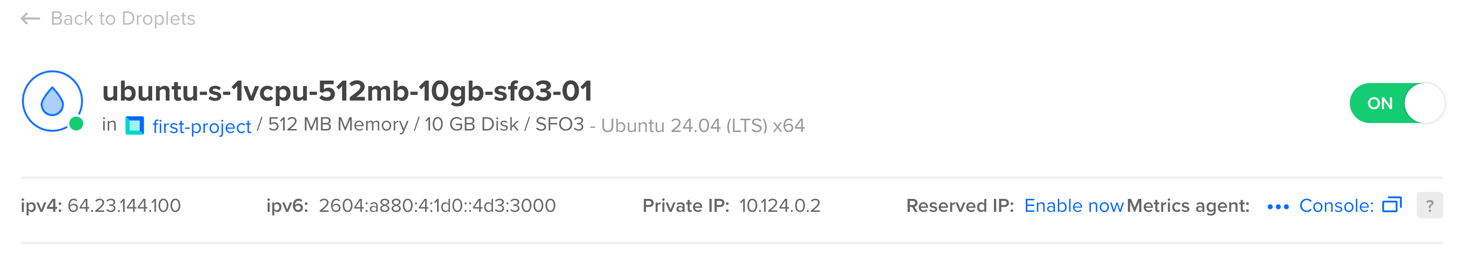 ← Back to Droplets
ubuntu-s-1vcpu-512mb-10gb-sfo3-01
ON
in first-project / 512 MB Memory / 10 GB Disk / SFO3 - Ubuntu 24.04 (LTS) x64
ipv4: 64.23.144.100 ipv6: 2604:a880:4:1d0::4d3:3000 Private IP: 10.124.0.2 Reserved IP: Enable now Metrics agent: ••• Console: ?